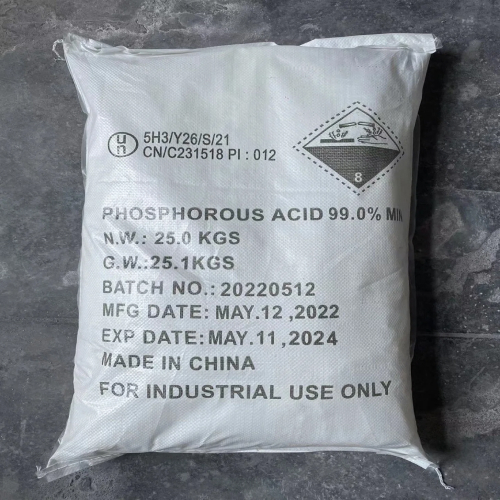 un
5H3/Y26/S/21
CN/C231518 PI : 012
8
PHOSPHOROUS ACID 99.0% MIN
N.W.: 25.0 KGS
G.W.:25.1KGS
BATCH NO.: 20220512
MFG DATE: MAY.12 ,2022
EXP DATE: MAY.11 ,2024
MADE IN CHINA
FOR INDUSTRIAL USE ONLY